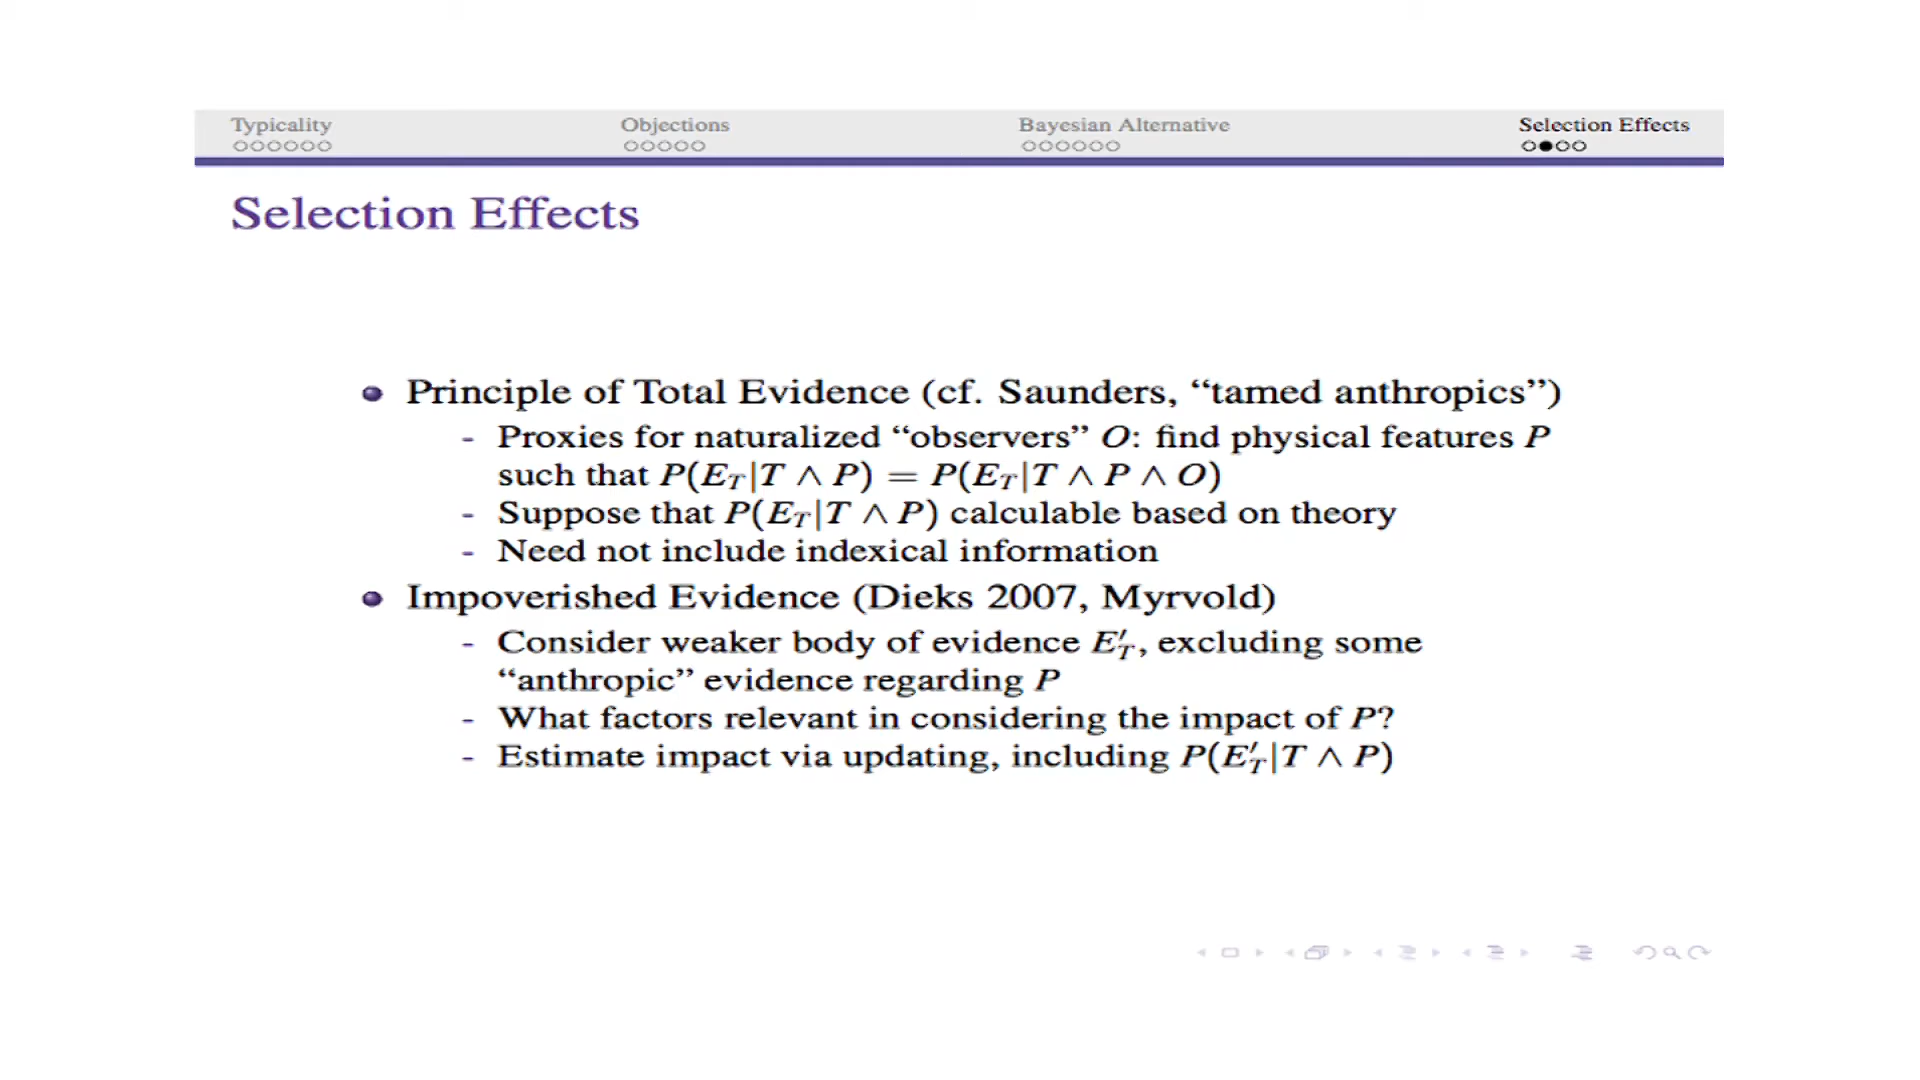 Typicality Objections Bayesian Alternative Selection Effects
Selection Effects
Principle of Total Evidence (cf. Saunders, “tamed anthropics”)
- Proxies for naturalized “observers” O: find physical features P
such that P(E_T|T ∧ P) = P(E_T|T ∧ P ∧ O)
- Suppose that P(E_T|T ∧ P) calculable based on theory
- Need not include indexical information
Impoverished Evidence (Dieks 2007, Myrvold)
- Consider weaker body of evidence E′_T, excluding some
“anthropic” evidence regarding P
- What factors relevant in considering the impact of P?
- Estimate impact via updating, including P(E′_T|T ∧ P)